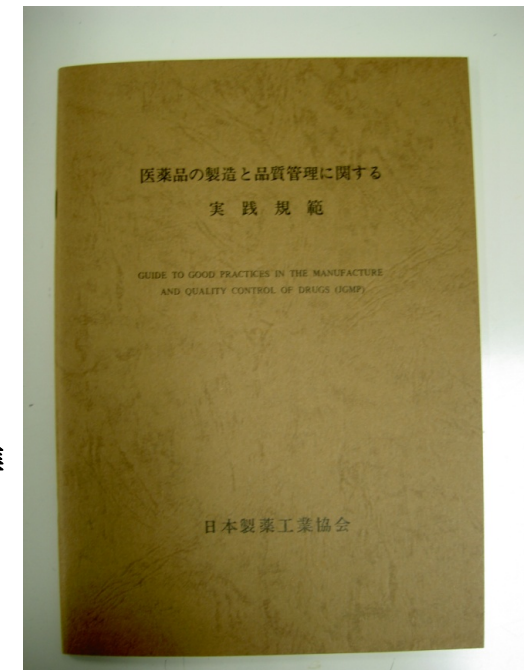 医薬品の製造と品質管理に関する
実践規範
GUIDE TO GOOD PRACTICES IN THE MANUFACTURE
AND QUALITY CONTROL OF DRUGS (JGMP)
日本製薬工業協会